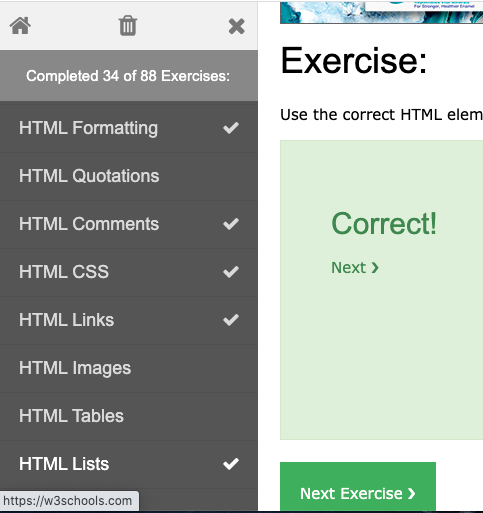 For Stronger, Healthier Enamel
Completed 34 of 88 Exercises:
HTML Formatting
HTML Quotations
HTML Comments
HTML CSS
HTML Links
HTML Images
HTML Tables
HTML Lists
https://w3schools.com
Exercise:
Use the correct HTML elem
Correct!
Next ❯
Next Exercise ❯